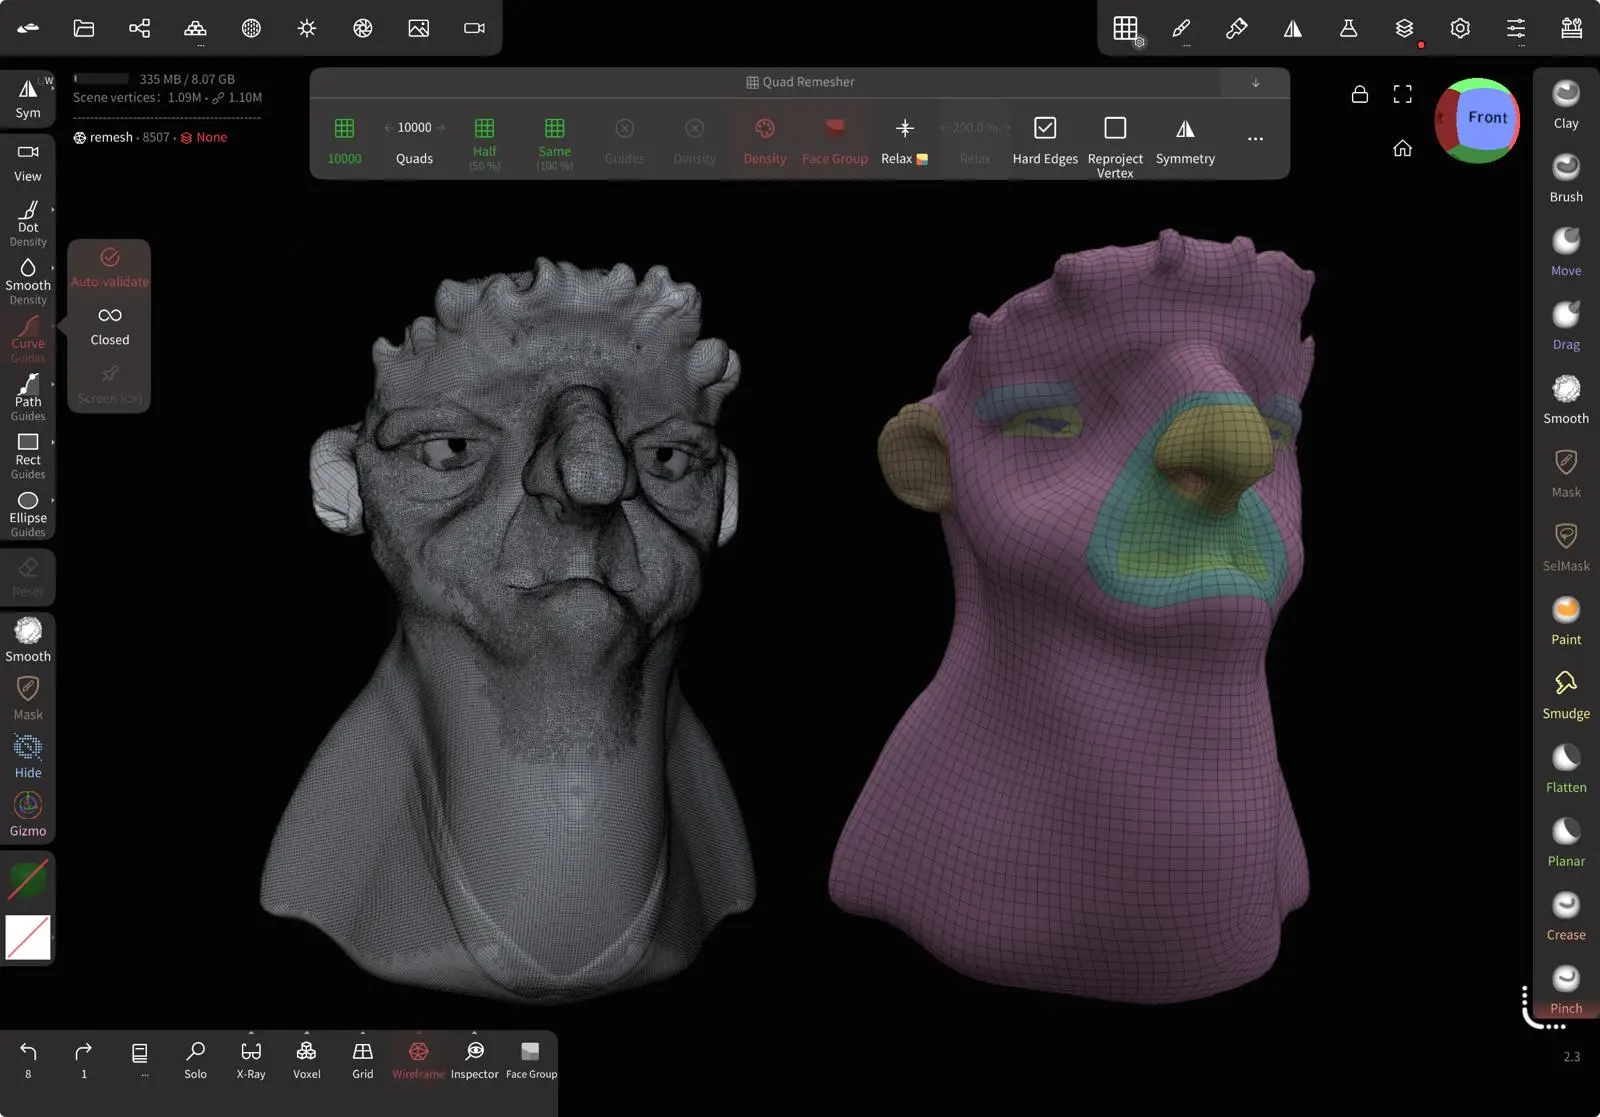 335 MB / 8.07 GB
Scene vertices: 1.09M · 1.10M
remesh · 8507 · None
Quad Remesher
10000
10000
Quads
Half
(50 %)
Same
(100 %)
Guides
Density
Density
Face Group
Relax
200.0 %
Relax
Hard Edges
Reproject
Vertex
Symmetry
...
Front
W
Sym
View
Dot
Density
Smooth
Density
Curve
Guides
Path
Guides
Rect
Guides
Ellipse
Guides
Reset
Smooth
Mask
Hide
Gizmo
Auto-validate
Closed
Clay
Brush
Move
Drag
Smooth
Mask
SelMask
Paint
Smudge
Flatten
Planar
Crease
Pinch
2.3
8
1
...
Solo
X-Ray
Voxel
Grid
Wireframe
Inspector
Face Group